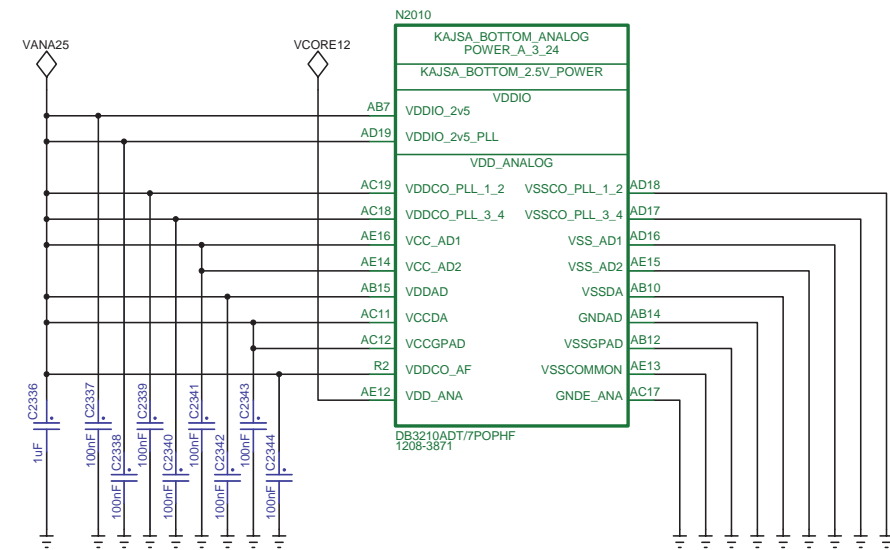 N2010
VANA25
VCORE12
KAJSA_BOTTOM_ANALOG
POWER_A_3_24
KAJSA_BOTTOM_2.5V_POWER
VDDIO
AB7 VDDIO_2v5
AD19 VDDIO_2v5_PLL
VDD_ANALOG
AC19 VDDCO_PLL_1_2 VSSCO_PLL_1_2 AD18
AC18 VDDCO_PLL_3_4 VSSCO_PLL_3_4 AD17
AE16 VCC_AD1 VSS_AD1 AD16
AE14 VCC_AD2 VSS_AD2 AE15
AB15 VDDAD VSSDA AB10
AC11 VCCDA GNDAD AB14
AC12 VCCGPAD VSSGPAD AB12
R2 VDDCO_AF VSSCOMMON AE13
AE12 VDD_ANA GNDE_ANA AC17
DB3210ADT/7POPHF
1208-3871
C2336
1uF
C2337
100nF
C2338
100nF
C2339
100nF
C2340
100nF
C2341
100nF
C2342
100nF
C2343
100nF
C2344
100nF